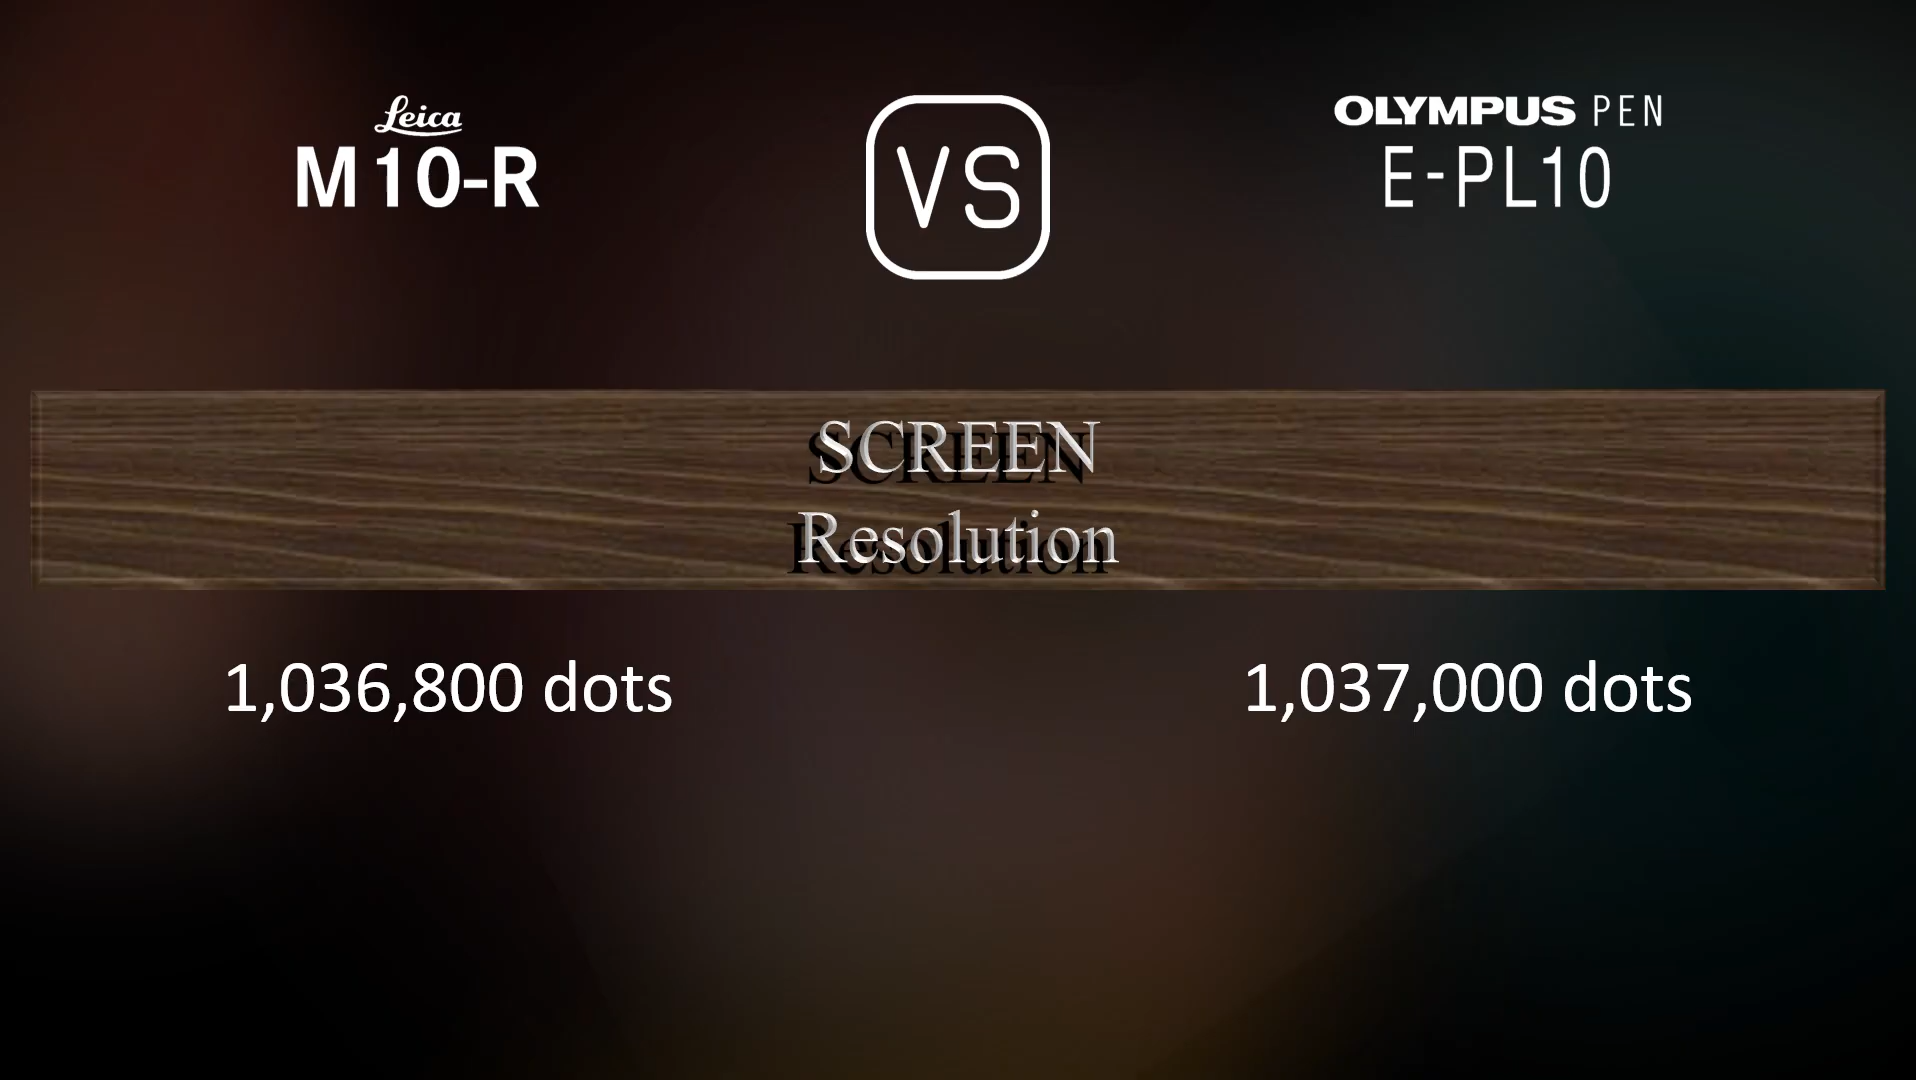 Leica
M10-R
VS
OLYMPUS PEN
E-PL10
SCREEN
Resolution
1,036,800 dots
1,037,000 dots